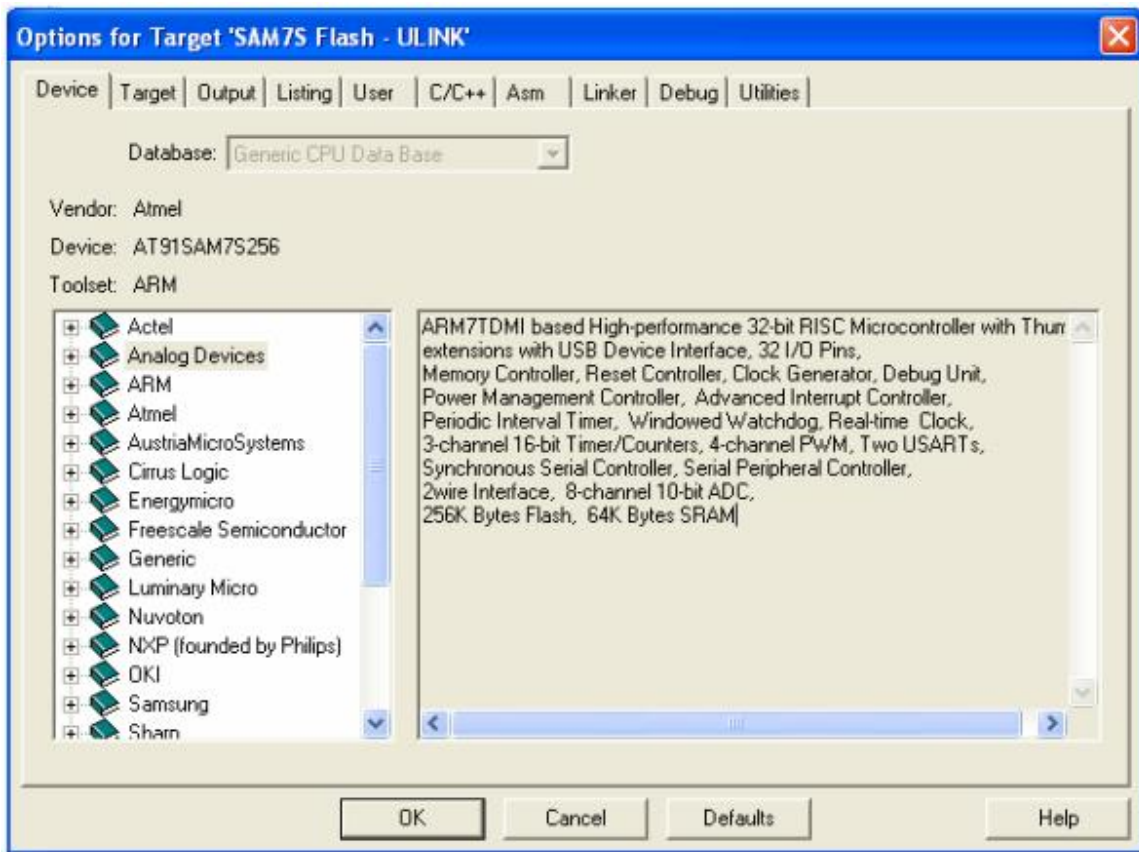 Options for Target 'SAM7S Flash - ULINK'
Device Target Output Listing User C/C++ Asm Linker Debug Utilities
Database: Generic CPU Data Base
Vendor: Atmel
Device: AT91SAM7S256
Toolset: ARM
Actel
Analog Devices
ARM
Atmel
AustriaMicroSystems
Cirrus Logic
Energymicro
Freescale Semiconductor
Generic
Luminary Micro
Nuvoton
NXP (founded by Philips)
OKI
Samsung
Sharp
ARM7TDMI based High-performance 32-bit RISC Microcontroller with
extensions with USB Device Interface, 32 I/O Pins,
Memory Controller, Reset Controller, Clock Generator, Debug Unit,
Power Management Controller, Advanced Interrupt Controller,
Periodic Interval Timer, Windowed Watchdog, Real-time Clock,
3-channel 16-bit Timer/Counters, 4-channel PWM, Two USARTs,
Synchronous Serial Controller, Serial Peripheral Controller,
2wire Interface, 8-channel 10-bit ADC,
256K Bytes Flash, 64K Bytes SRAM
OK Cancel Defaults Help